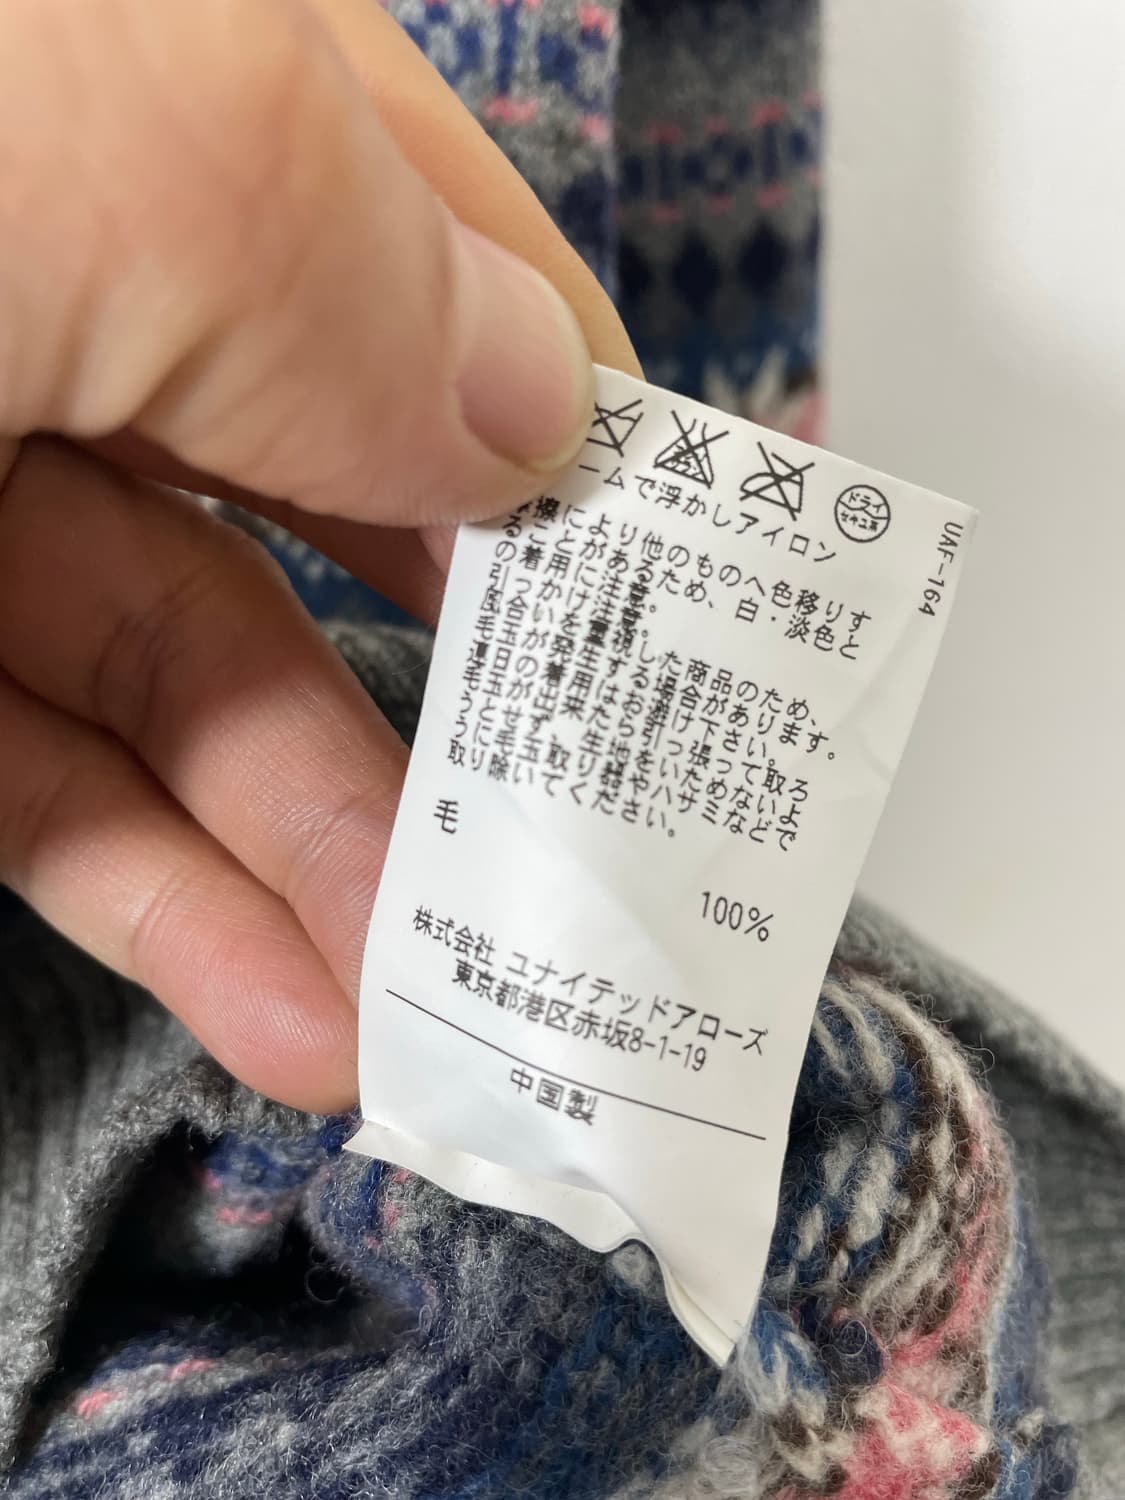 ドライ
セキユ系
ームで浮かしアイロン
擦により他のものへ色移りす
ることがあるため、白・淡色と
の着用に注意。
引っかけに注意。
風合いを重視した商品のため、
毛玉が発生する場合があります。
着用はお避け下さい。
毛玉が出来たら引っ張って取ろ
うとせず、生地をいためないよ
うに毛玉取り器やハサミなどで
取り除いてください。
毛
100%
株式会社 ユナイテッドアローズ
東京都港区赤坂8-1-19
中国製
UAF-164